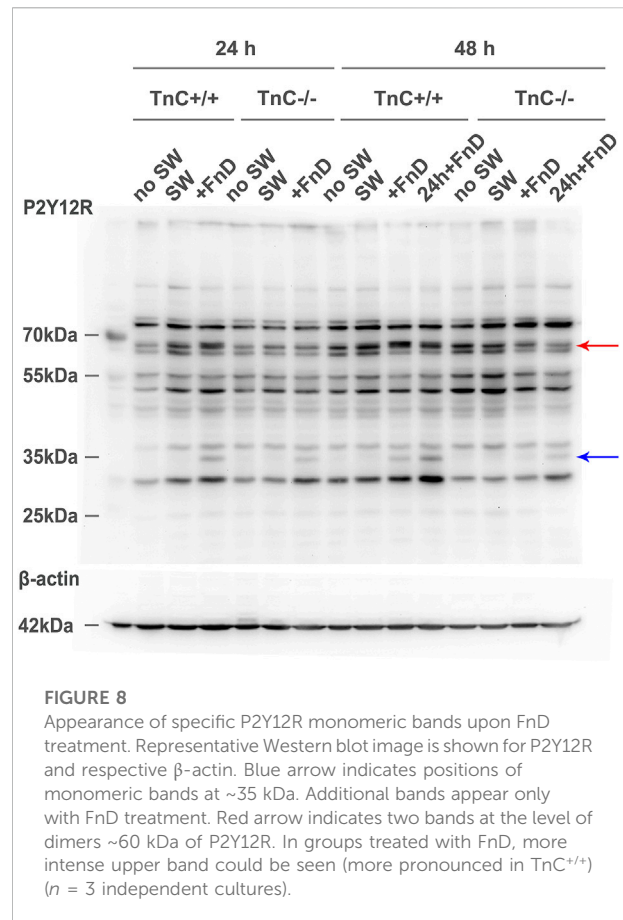 24 h 48 h
TnC+/+ TnC-/- TnC+/+ TnC-/-
no SW SW +FnD no SW SW +FnD no SW SW +FnD 24h+FnD no SW SW +FnD 24h+FnD
P2Y12R
70kDa
55kDa
35kDa
25kDa
β-actin
42kDa
FIGURE 8
Appearance of specific P2Y12R monomeric bands upon FnD
treatment. Representative Western blot image is shown for P2Y12R
and respective β-actin. Blue arrow indicates positions of
monomeric bands at ~35 kDa. Additional bands appear only
with FnD treatment. Red arrow indicates two bands at the level of
dimers ~60 kDa of P2Y12R. In groups treated with FnD, more
intense upper band could be seen (more pronounced in TnC+/+)
(n = 3 independent cultures).